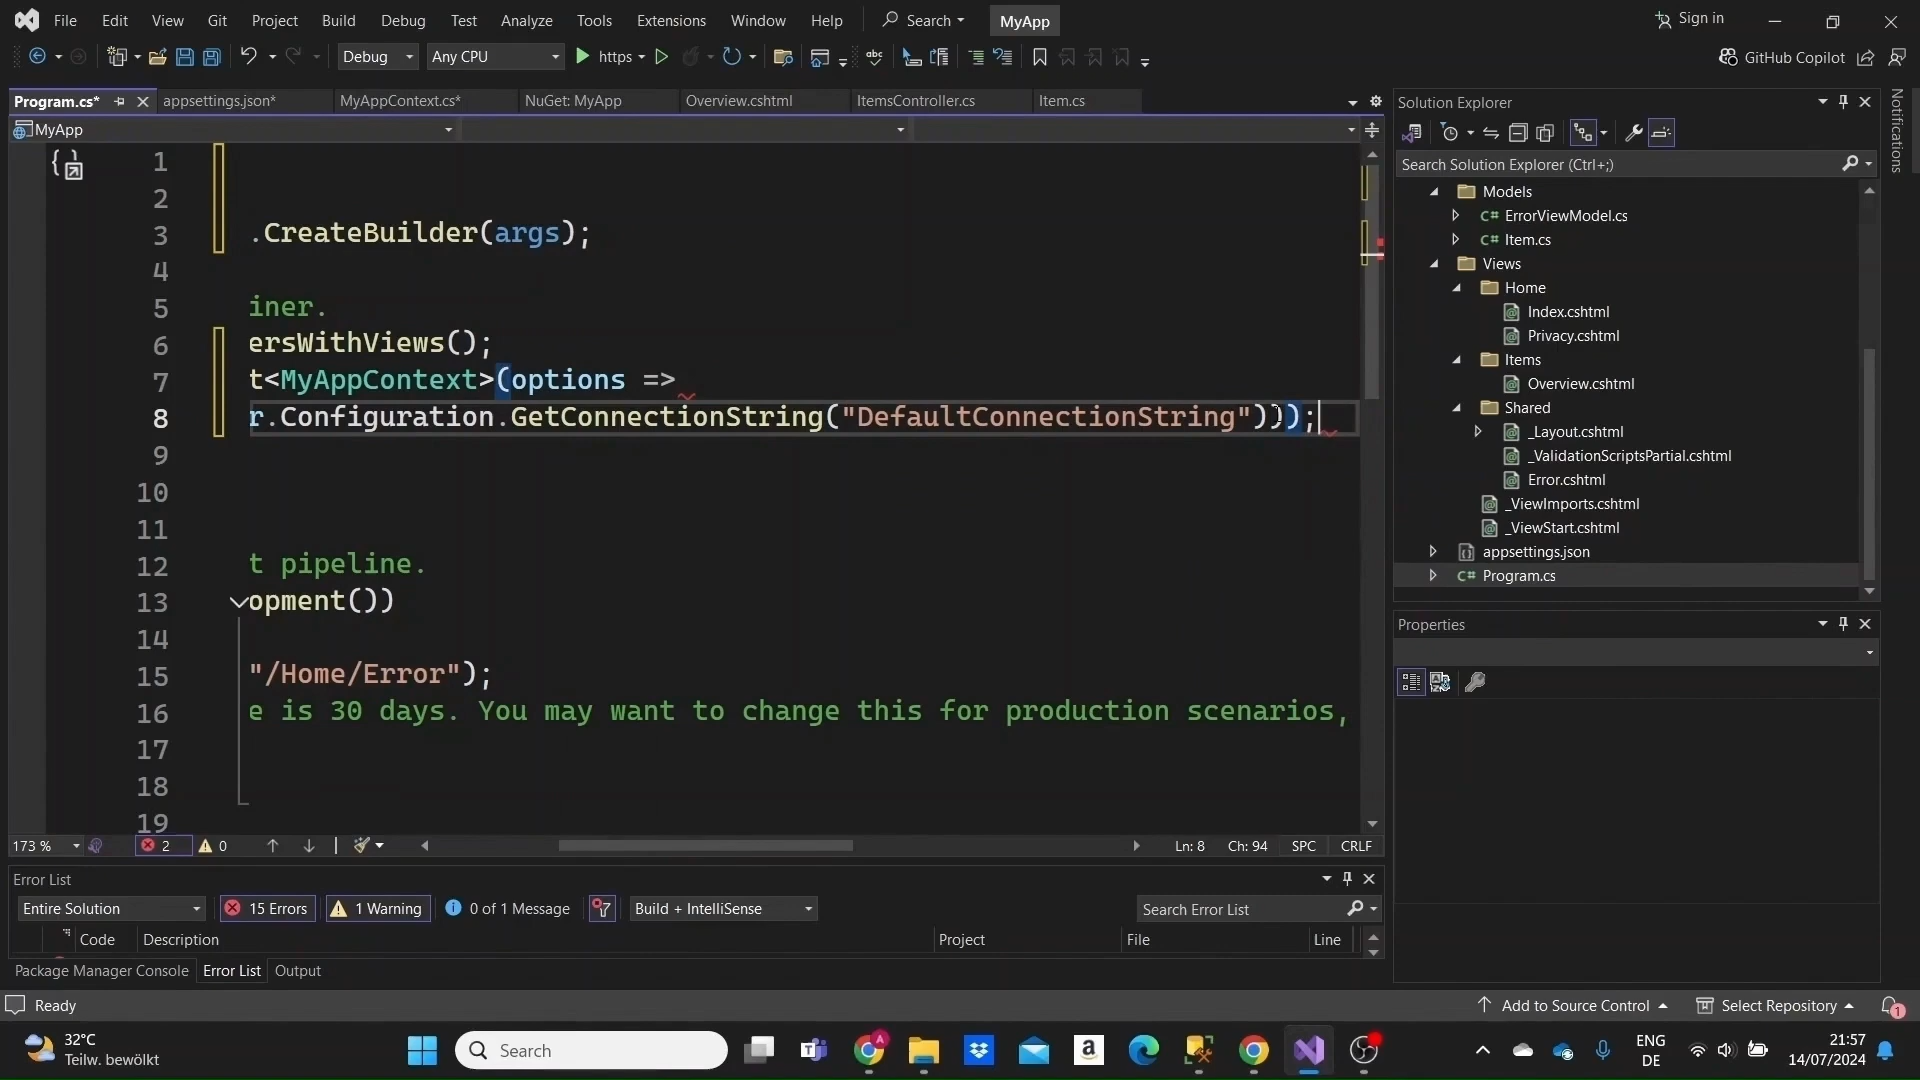 File Edit View Git Project Build Debug Test Analyze Tools Extensions Window Help Search MyApp Sign in
Debug Any CPU https GitHub Copilot
Program.cs* appsettings.json* MyAppContext.cs* NuGet: MyApp Overview.cshtml ItemsController.cs Item.cs
MyApp
1
2
3 .CreateBuilder(args);
4
5 iner.
6 ersWithViews();
7 t<MyAppContext>(options =>
8 r.Configuration.GetConnectionString("DefaultConnectionString")));
9
10
11
12 t pipeline.
13 opment())
14
15 "/Home/Error");
16 e is 30 days. You may want to change this for production scenarios,
17
18
19
173 % 2 0 Ln: 8 Ch: 94 SPC CRLF
Error List
Entire Solution 15 Errors 1 Warning 0 of 1 Message Build + IntelliSense Search Error List
Code Description Project File Line
Package Manager Console Error List Output
Solution Explorer
Search Solution Explorer (Ctrl+;)
Models
C# ErrorViewModel.cs
C# Item.cs
Views
Home
Index.cshtml
Privacy.cshtml
Items
Overview.cshtml
Shared
_Layout.cshtml
_ValidationScriptsPartial.cshtml
Error.cshtml
_ViewImports.cshtml
_ViewStart.cshtml
appsettings.json
C# Program.cs
Properties
Notifications
Ready Add to Source Control Select Repository 1
32°C
Teilw. bewölkt
Search
A
ENG
DE
21:57
14/07/2024